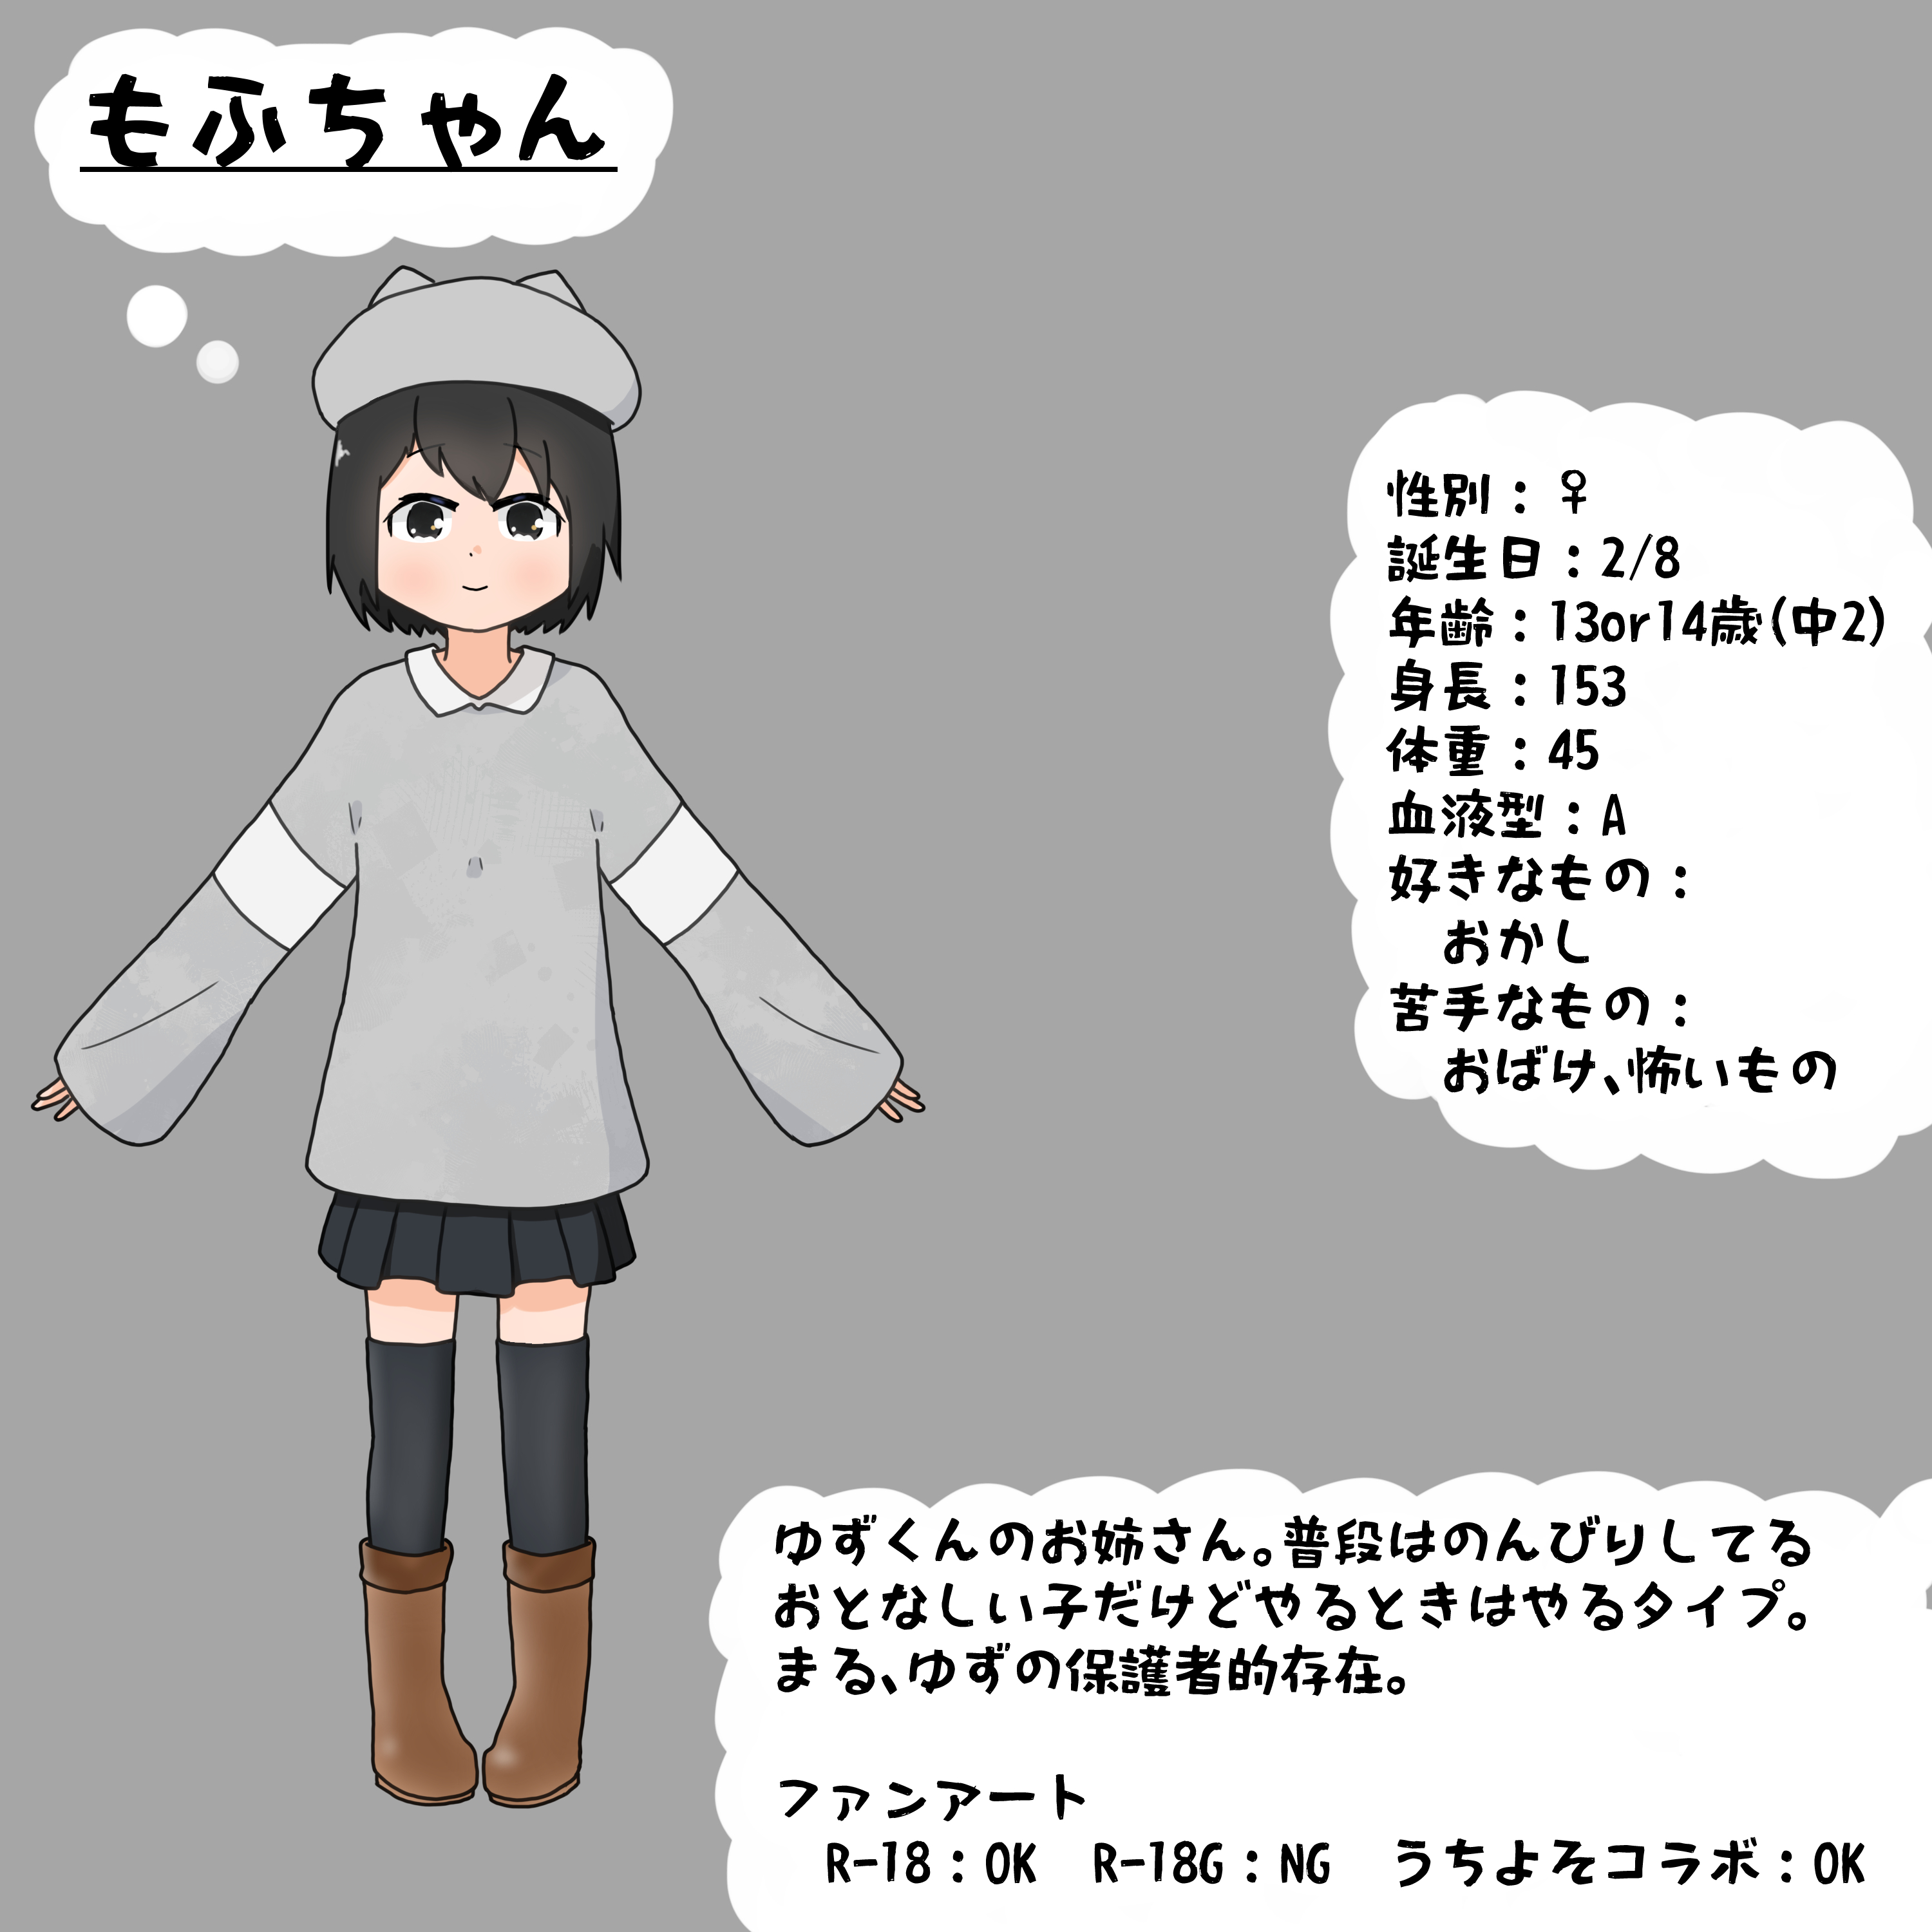 もふちゃん
性別：♀
誕生日：2/8
年齢：13or14歳(中2)
身長：153
体重：45
血液型：A
好きなもの：
おかし
苦手なもの：
おばけ、怖いもの
ゆずくんのお姉さん。普段はのんびりしてる
おとなしい子だけどやるときはやるタイプ。
まる、ゆずの保護者的存在。
ファンアート
R-18：OK　R-18G：NG　うちよそコラボ：OK